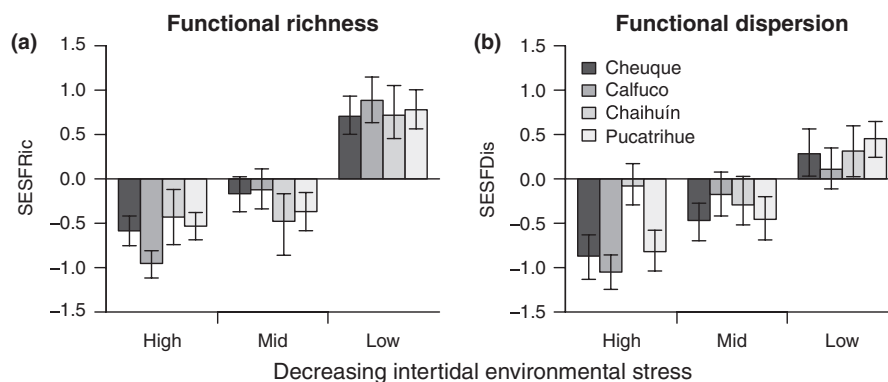 Functional richness
Functional dispersion
(a)
(b)
1.5
1.0
0.5
0.0
−0.5
−1.0
−1.5
SESFRic
High
Mid
Low
1.5
1.0
0.5
0.0
−0.5
−1.0
−1.5
SESFDis
Cheuque
Calfuco
Chaihuín
Pucatrihue
High
Mid
Low
Decreasing intertidal environmental stress